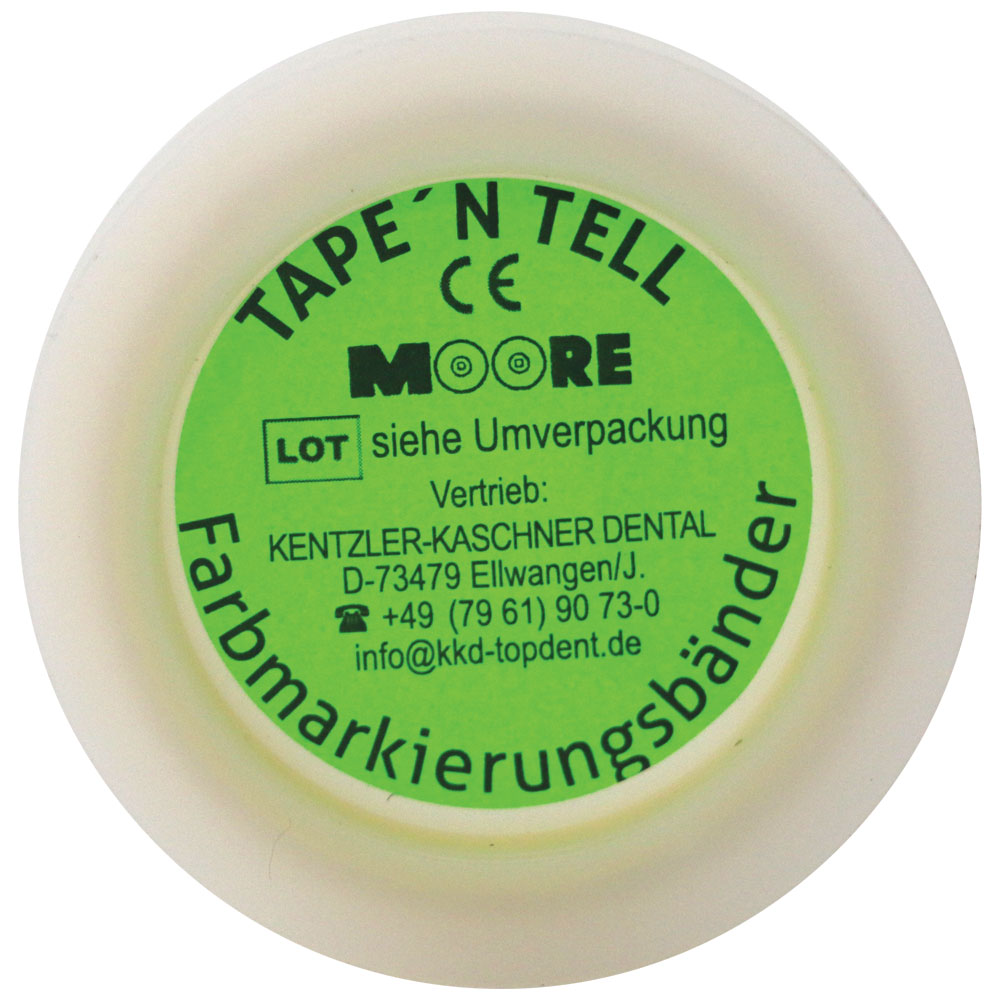 TAPE´N TELL
CE
MOORE
LOT siehe Umverpackung
Vertrieb:
KENTZLER-KASCHNER DENTAL
D-73479 Ellwangen/J.
☎ +49 (79 61) 90 73-0
info@kkd-topdent.de
Farbmarkierungsbänder